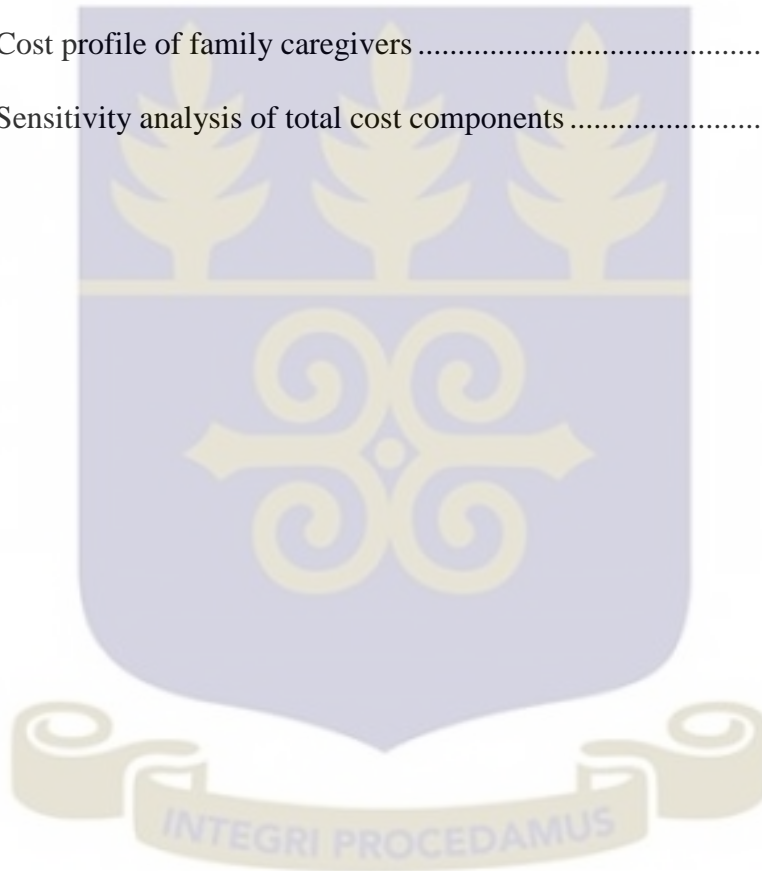 Cost profile of family caregivers ..........................................
Sensitivity analysis of total cost components .......................
INTEGRI PROCEDAMUS